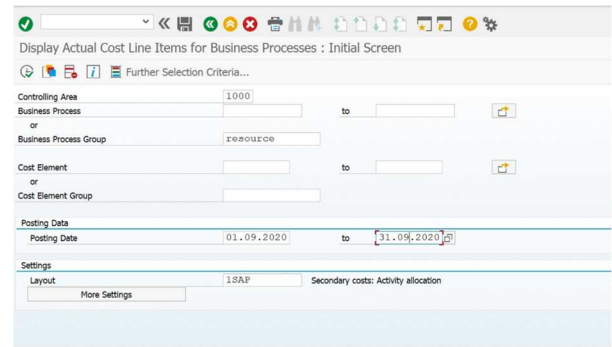 Display Actual Cost Line Items for Business Processes : Initial Screen
Further Selection Criteria...
Controlling Area 1000
Business Process to
or
Business Process Group resource
Cost Element to
or
Cost Element Group
Posting Data
Posting Date 01.09.2020 to 31.09.2020
Settings
Layout 1SAP Secondary costs: Activity allocation
More Settings